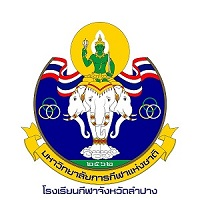 มหาวิทยาลัยการกีฬาแห่งชาติ
๒๕๖๒
โรงเรียนกีฬาจังหวัดลำปาง